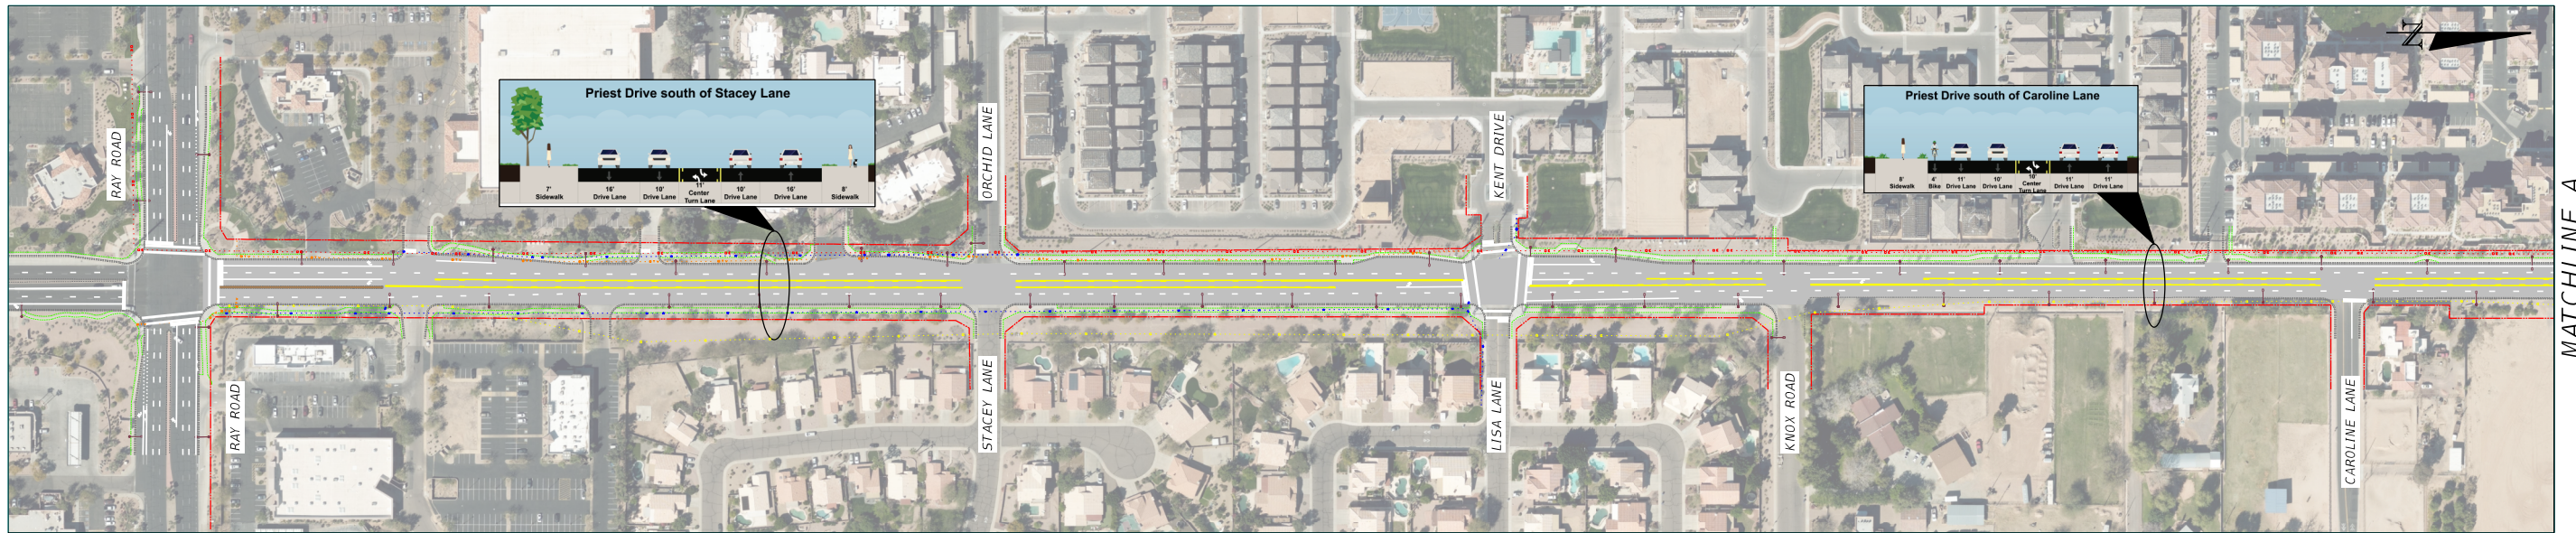 RAY ROAD
Priest Drive south of Stacey Lane
7'
Sidewalk
16'
Drive Lane
10'
Drive Lane
11'
Center
Turn Lane
10'
Drive Lane
16'
Drive Lane
8'
Sidewalk
ORCHID LANE
KENT DRIVE
Priest Drive south of Caroline Lane
8'
Sidewalk
4'
Bike
11'
Drive Lane
10'
Drive Lane
10'
Center
Turn Lane
11'
Drive Lane
11'
Drive Lane
N
MATCHLINE A
RAY ROAD
STACEY LANE
LISA LANE
KNOX ROAD
CAROLINE LANE